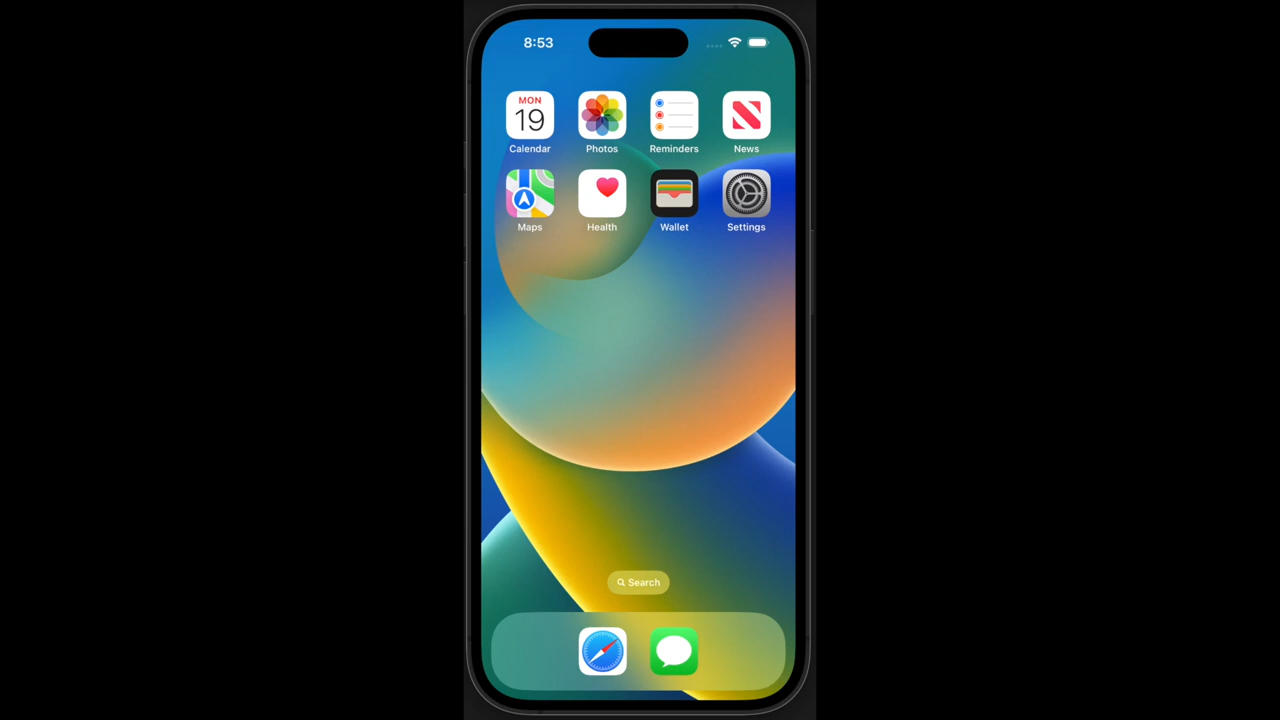 8:53
MON
19
Calendar
Photos
Reminders
News
Maps
Health
Wallet
Settings
Search